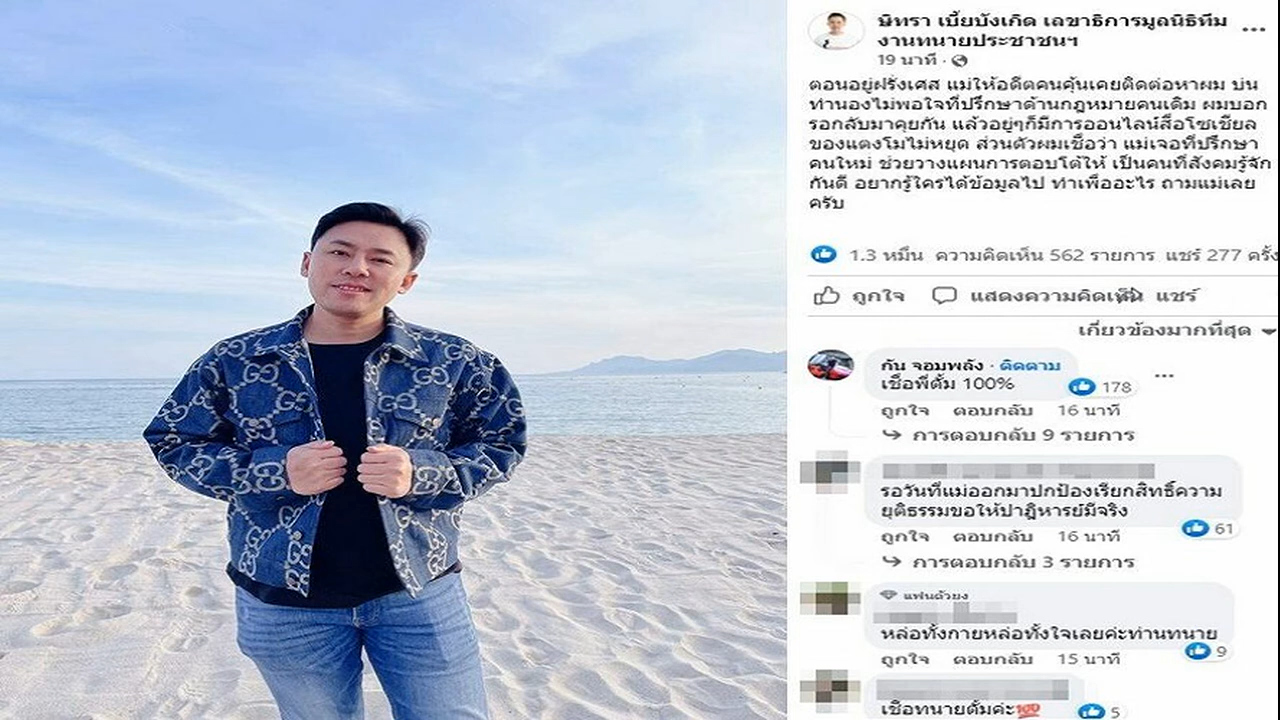 ษิทรา เบี้ยบังเกิด เลขาธิการมูลนิธิทีม
งานทนายประชาชนฯ
19 นาที ·
ตอนอยู่ฝรั่งเศส แม่ให้อดีตคนคุ้นเคยติดต่อหาผม บ่น
ทำนองไม่พอใจที่ปรึกษาด้านกฎหมายคนเดิม ผมบอก
รอกลับมาคุยกัน แล้วอยู่ๆก็มีการออนไลน์สื่อโซเชียล
ของแตงโมไม่หยุด ส่วนตัวผมเชื่อว่า แม่เจอที่ปรึกษา
คนใหม่ ช่วยวางแผนการตอบโต้ให้ เป็นคนที่สังคมรู้จัก
กันดี อยากรู้ใครได้ข้อมูลไป ทำเพื่ออะไร ถามแม่เลย
ครับ
1.3 หมื่น ความคิดเห็น 562 รายการ แชร์ 277 ครั้ง
ถูกใจ แสดงความคิดเห็น แชร์
เกี่ยวข้องมากที่สุด
กัน จอมพลัง · ติดตาม
เชื่อพี่ตั้ม 100%
178
ถูกใจ ตอบกลับ 16 นาที
การตอบกลับ 9 รายการ
รอวันที่แม่ออกมาปกป้องเรียกสิทธิ์ความ
ยุติธรรมขอให้ปาฎิหารย์มีจริง
61
ถูกใจ ตอบกลับ 16 นาที
การตอบกลับ 3 รายการ
แฟนตัวยง
หล่อทั้งกายหล่อทั้งใจเลยค่ะท่านทนาย
9
ถูกใจ ตอบกลับ 15 นาที
เชื่อทนายตั้มค่ะ💯
5